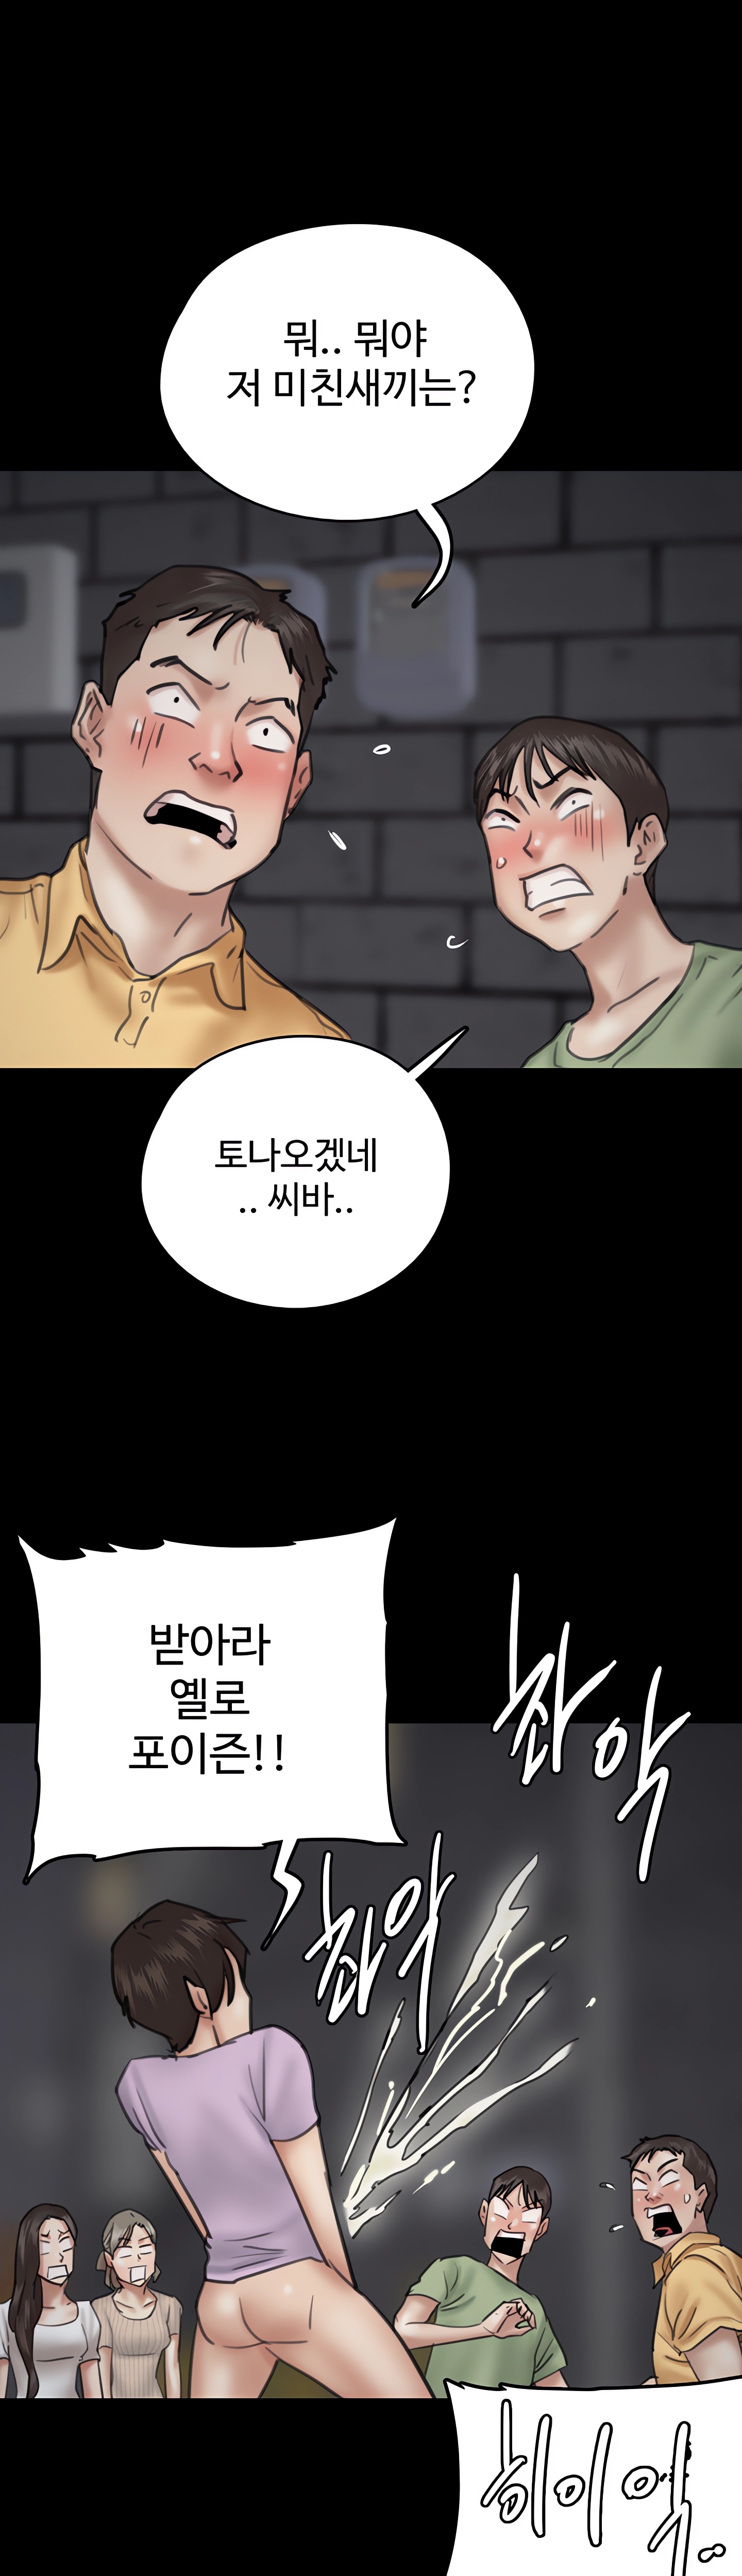 뭐.. 뭐야
저 미친새끼는?
토나오겠네
.. 씨바..
받아라
옐로
포이즌!!
촤악
촤악
히이익